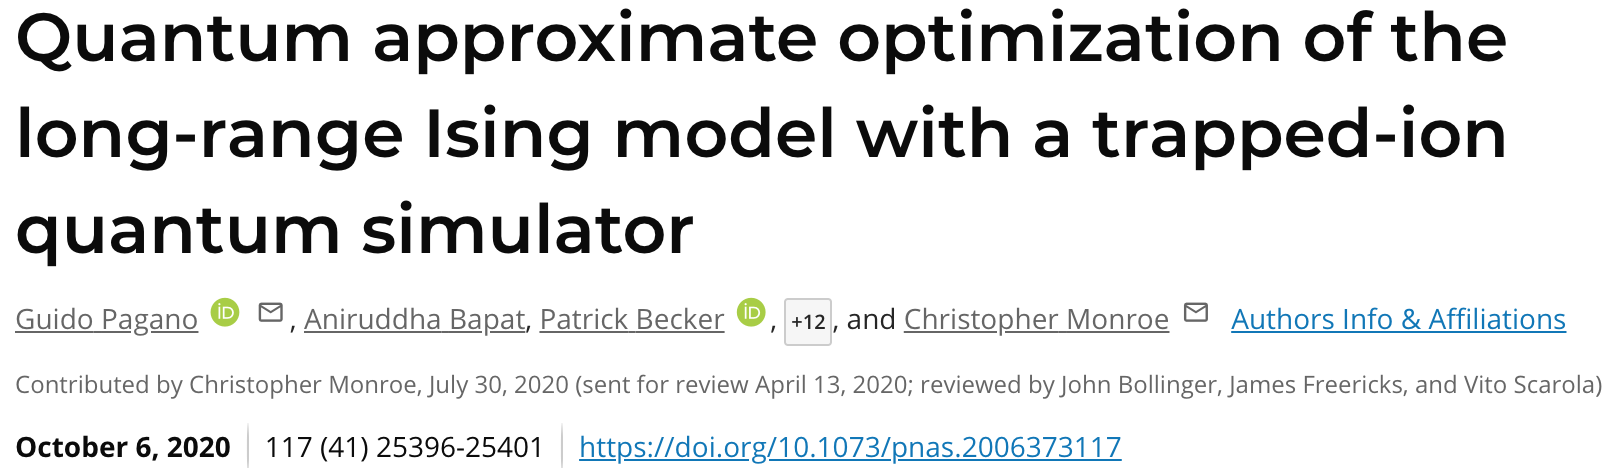 Quantum approximate optimization of the
long-range Ising model with a trapped-ion
quantum simulator
Guido Pagano iD , Aniruddha Bapat, Patrick Becker iD , +12 , and Christopher Monroe Authors Info & Affiliations
Contributed by Christopher Monroe, July 30, 2020 (sent for review April 13, 2020; reviewed by John Bollinger, James Freericks, and Vito Scarola)
October 6, 2020 117 (41) 25396-25401 https://doi.org/10.1073/pnas.2006373117